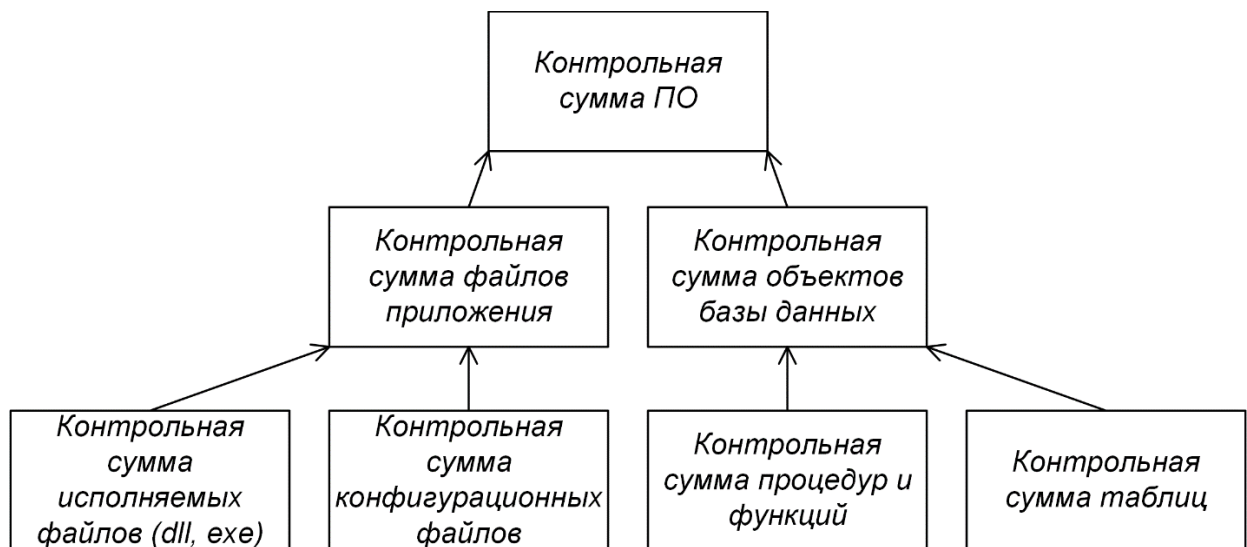 Контрольная
сумма ПО
Контрольная
сумма файлов
приложения
Контрольная
сумма объектов
базы данных
Контрольная
сумма
исполняемых
файлов (dll, exe)
Контрольная
сумма
конфигурационных
файлов
Контрольная
сумма процедур и
функций
Контрольная
сумма таблиц